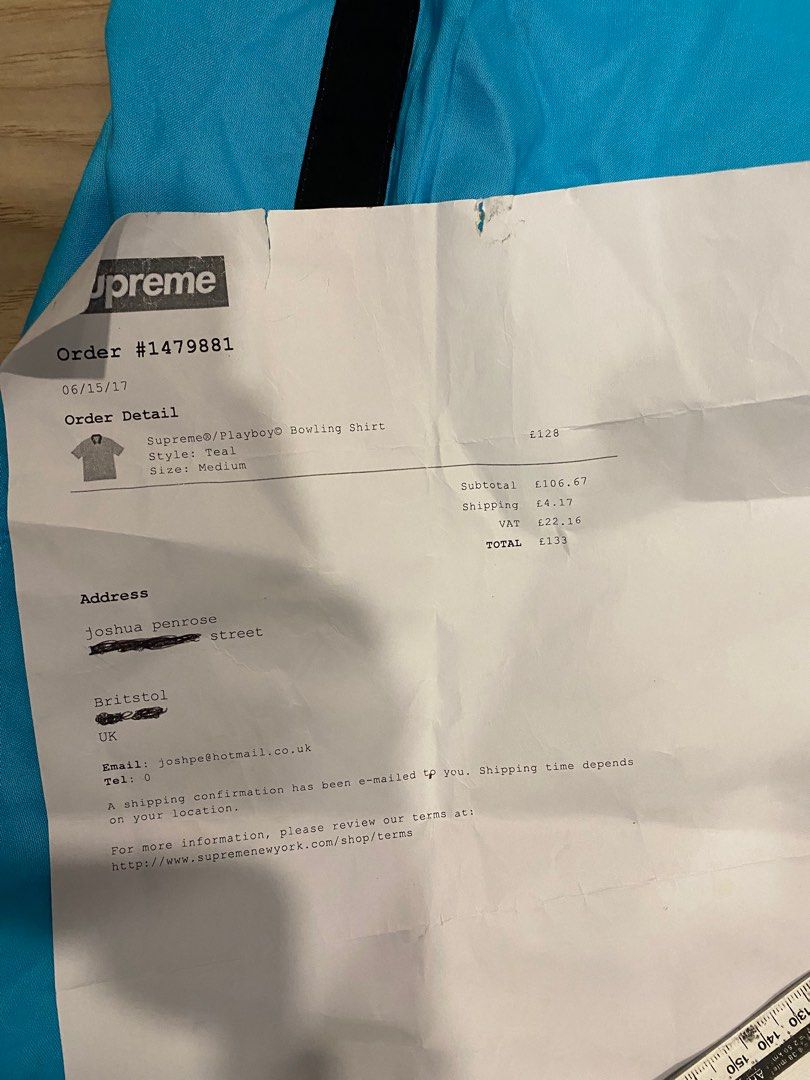 upreme
Order #1479881
06/15/17
Order Detail
Supreme®/Playboy© Bowling Shirt £128
Style: Teal
Size: Medium
Subtotal £106.67
Shipping £4.17
VAT £22.16
TOTAL £133
Address
joshua penrose
street
Britstol
UK
Email: joshpe@hotmail.co.uk
Tel: 0
A shipping confirmation has been e-mailed to you. Shipping time depends
on your location.
For more information, please review our terms at:
http://www.supremenewyork.com/shop/terms
130
140
150